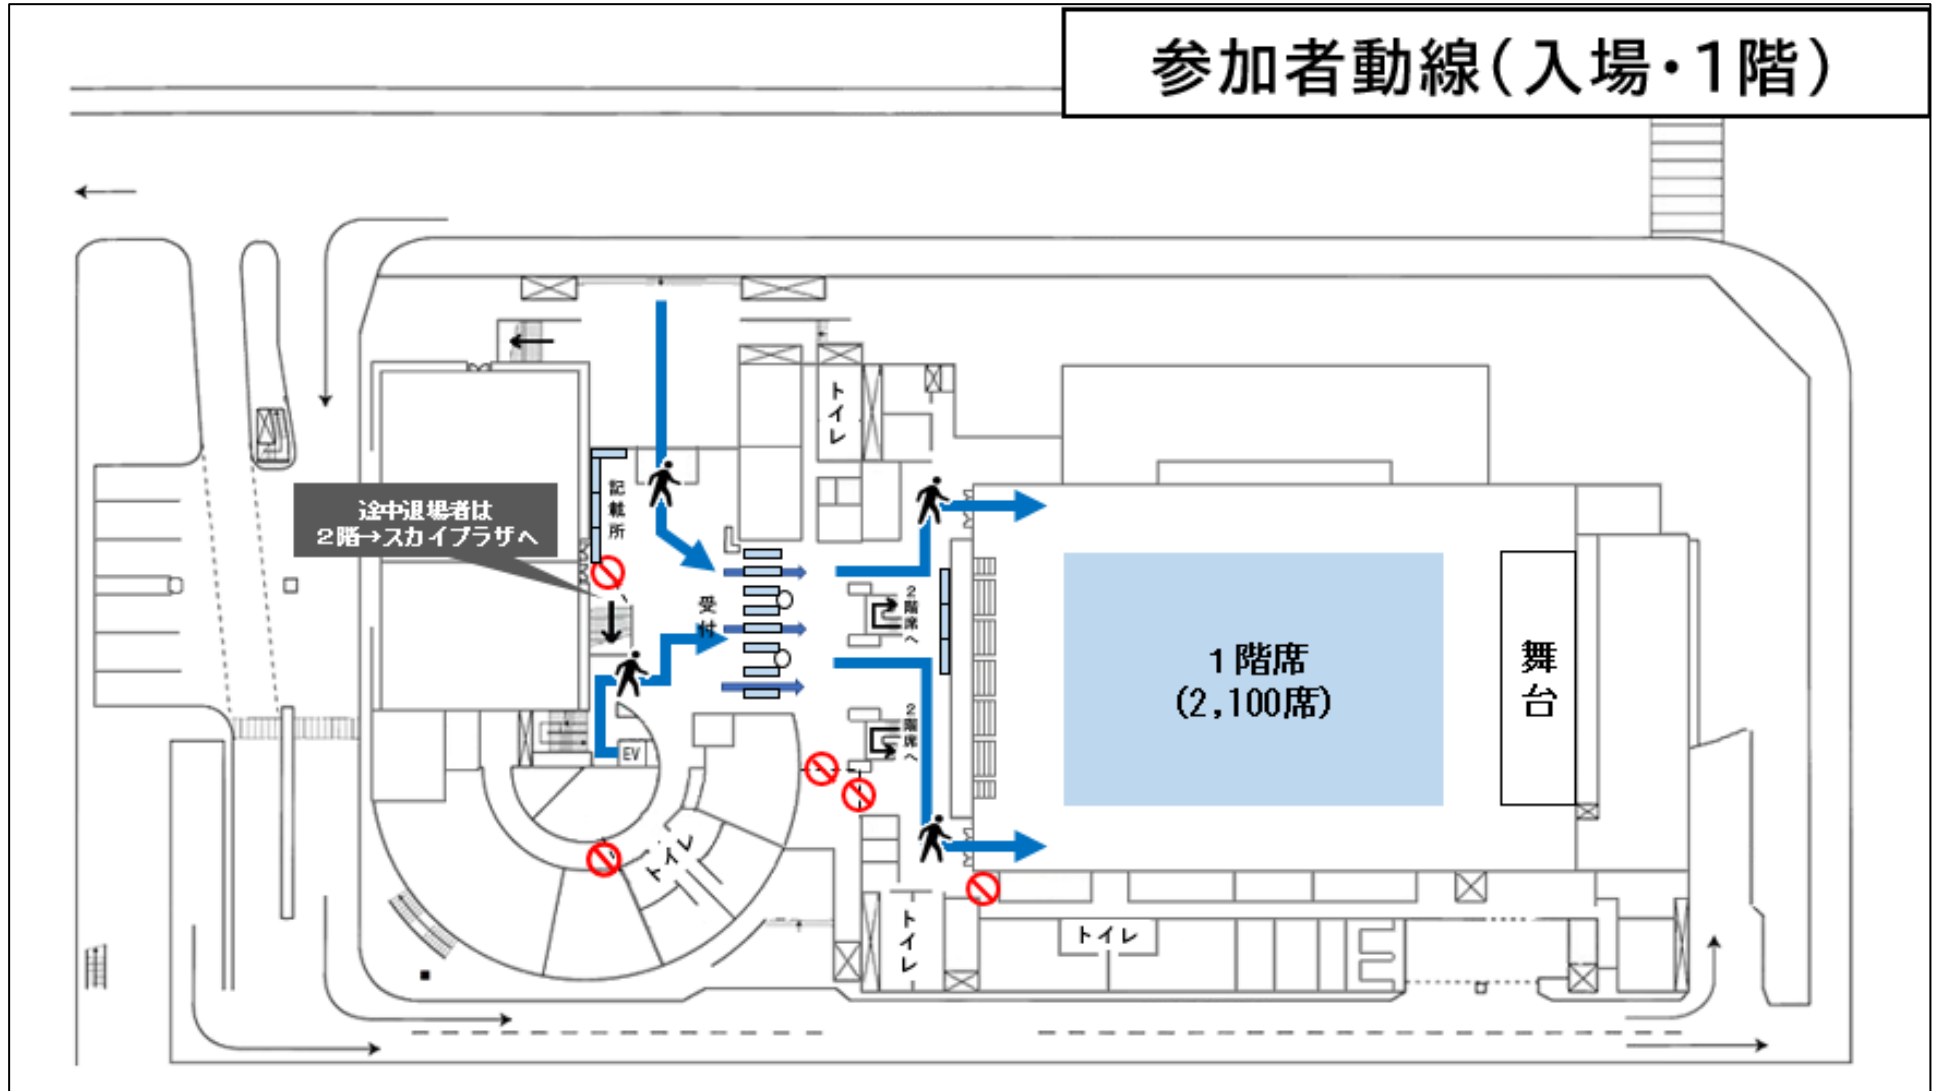 参加者動線(入場・1階)
トイレ
記載所
途中退場者は
2階→スカイプラザへ
受付
2階席へ
1階席
(2,100席)
舞台
2階席へ
EV
トイレ
トイレ
トイレ